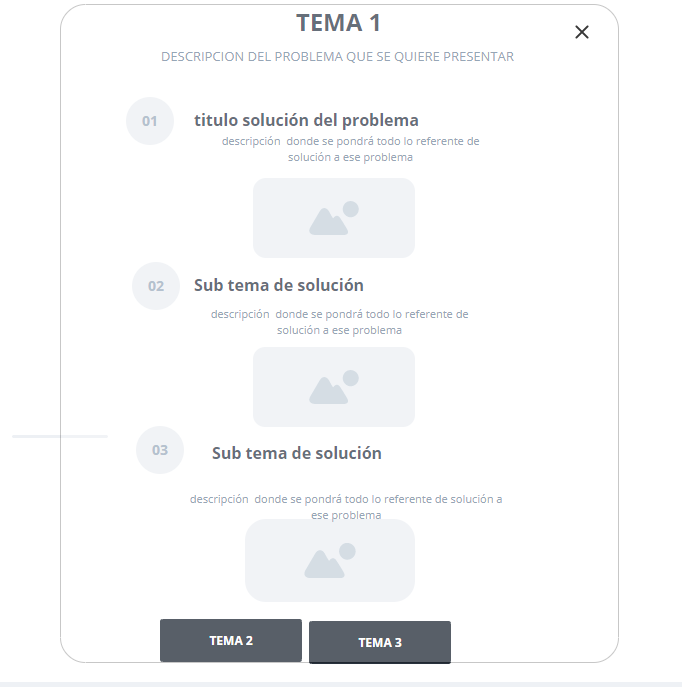 TEMA 1
DESCRIPCION DEL PROBLEMA QUE SE QUIERE PRESENTAR
01
titulo solución del problema
descripción donde se pondrá todo lo referente de
solución a ese problema
02
Sub tema de solución
descripción donde se pondrá todo lo referente de
solución a ese problema
03
Sub tema de solución
descripción donde se pondrá todo lo referente de solución a
ese problema
TEMA 2
TEMA 3